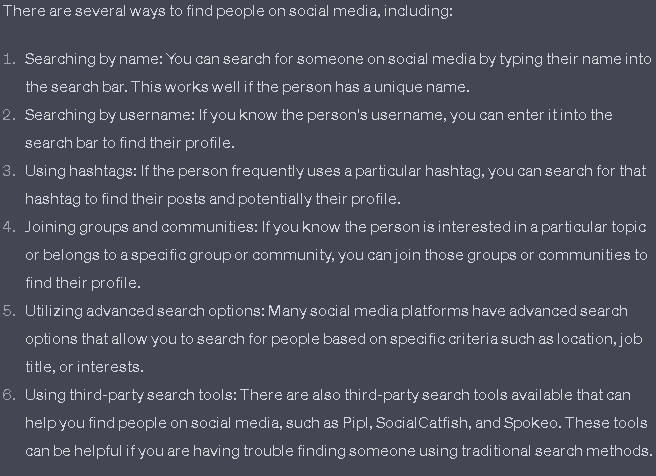 There are several ways to find people on social media, including:
1. Searching by name: You can search for someone on social media by typing their name into
the search bar. This works well if the person has a unique name.
2. Searching by username: If you know the person's username, you can enter it into the
search bar to find their profile.
3. Using hashtags: If the person frequently uses a particular hashtag, you can search for that
hashtag to find their posts and potentially their profile.
4. Joining groups and communities: If you know the person is interested in a particular topic
or belongs to a specific group or community, you can join those groups or communities to
find their profile.
5. Utilizing advanced search options: Many social media platforms have advanced search
options that allow you to search for people based on specific criteria such as location, job
title, or interests.
6. Using third-party search tools: There are also third-party search tools available that can
help you find people on social media, such as Pipl, SocialCatfish, and Spokeo. These tools
can be helpful if you are having trouble finding someone using traditional search methods.